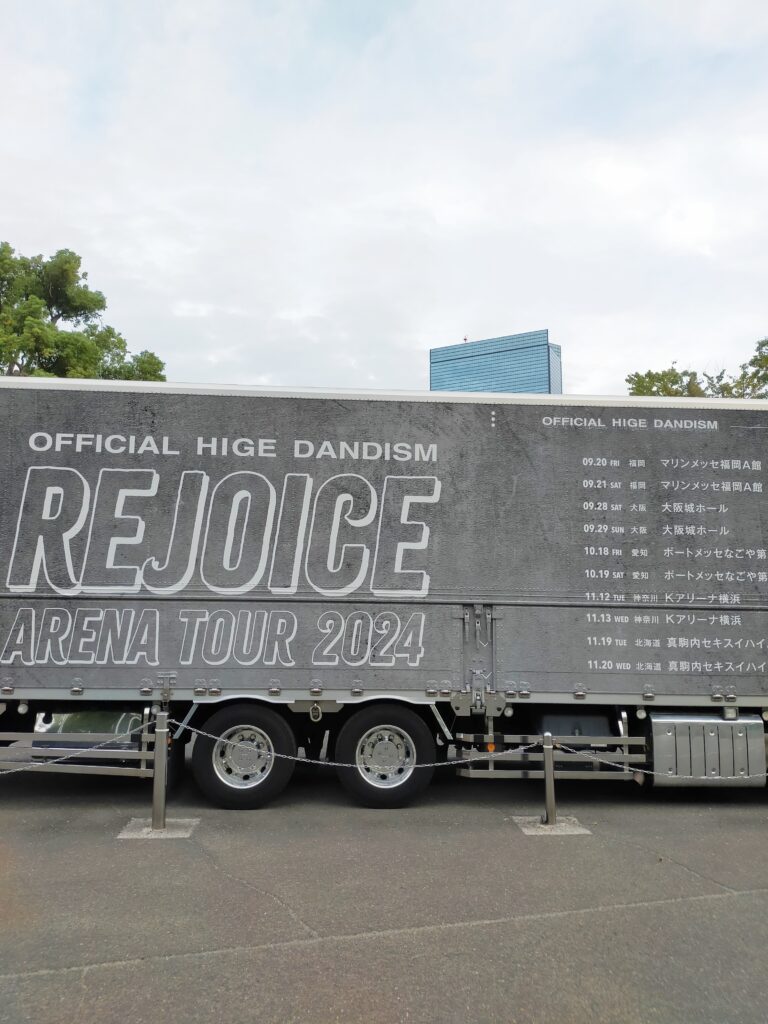 OFFICIAL HIGE DANDISM
REJOICE
ARENA TOUR 2024
OFFICIAL HIGE DANDISM
09.20 FRI 福岡 マリンメッセ福岡A館
09.21 SAT 福岡 マリンメッセ福岡A館
09.28 SAT 大阪 大阪城ホール
09.29 SUN 大阪 大阪城ホール
10.18 FRI 愛知 ポートメッセなごや第
10.19 SAT 愛知 ポートメッセなごや第
11.12 TUE 神奈川 Kアリーナ横浜
11.13 WED 神奈川 Kアリーナ横浜
11.19 TUE 北海道 真駒内セキスイハイ
11.20 WED 北海道 真駒内セキスイハイ